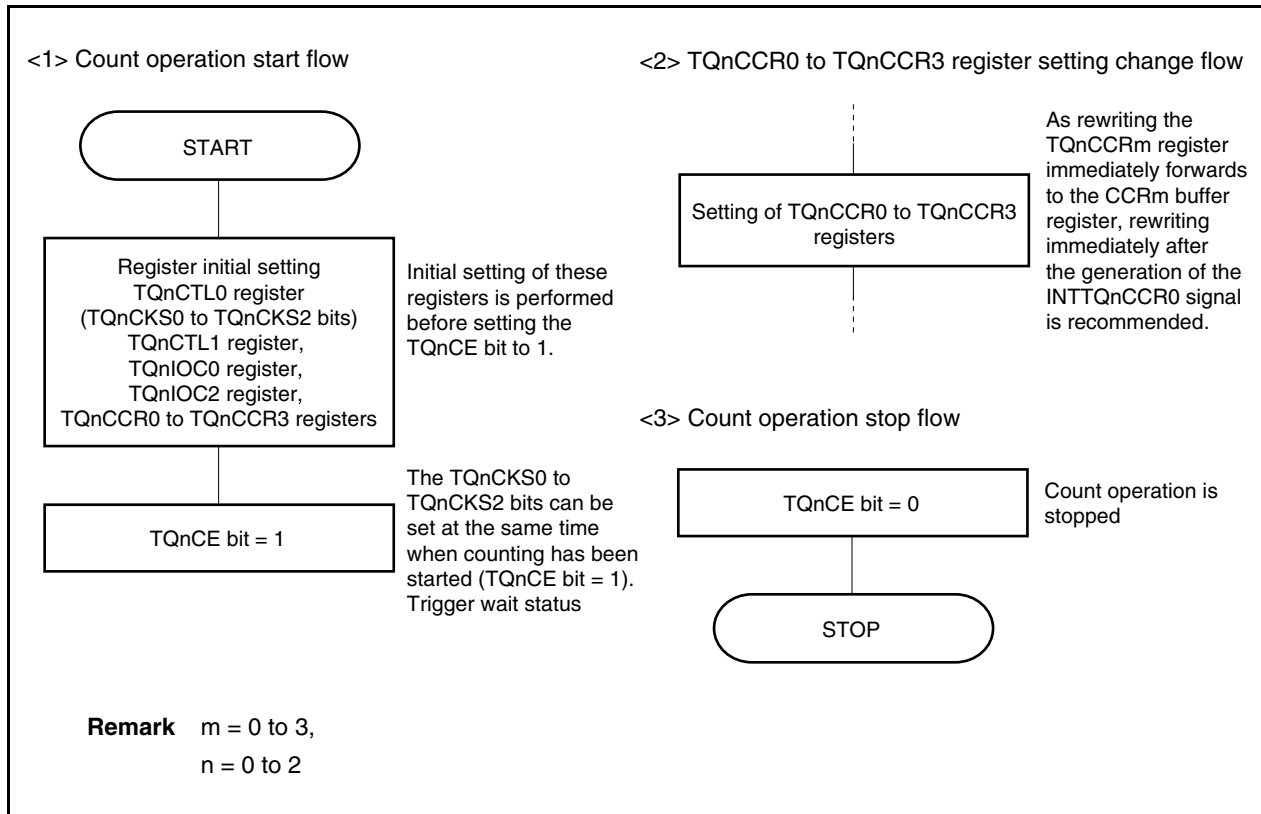 <1> Count operation start flow
START
Register initial setting
TQnCTL0 register
(TQnCKS0 to TQnCKS2 bits)
TQnCTL1 register,
TQnIOC0 register,
TQnIOC2 register,
TQnCCR0 to TQnCCR3 registers
Initial setting of these
registers is performed
before setting the
TQnCE bit to 1.
TQnCE bit = 1
The TQnCKS0 to
TQnCKS2 bits can be
set at the same time
when counting has been
started (TQnCE bit = 1).
Trigger wait status
<2> TQnCCR0 to TQnCCR3 register setting change flow
Setting of TQnCCR0 to TQnCCR3
registers
As rewriting the
TQnCCRm register
immediately forwards
to the CCRm buffer
register, rewriting
immediately after
the generation of the
INTTQnCCR0 signal
is recommended.
<3> Count operation stop flow
TQnCE bit = 0
Count operation is
stopped
STOP
Remark m = 0 to 3,
n = 0 to 2